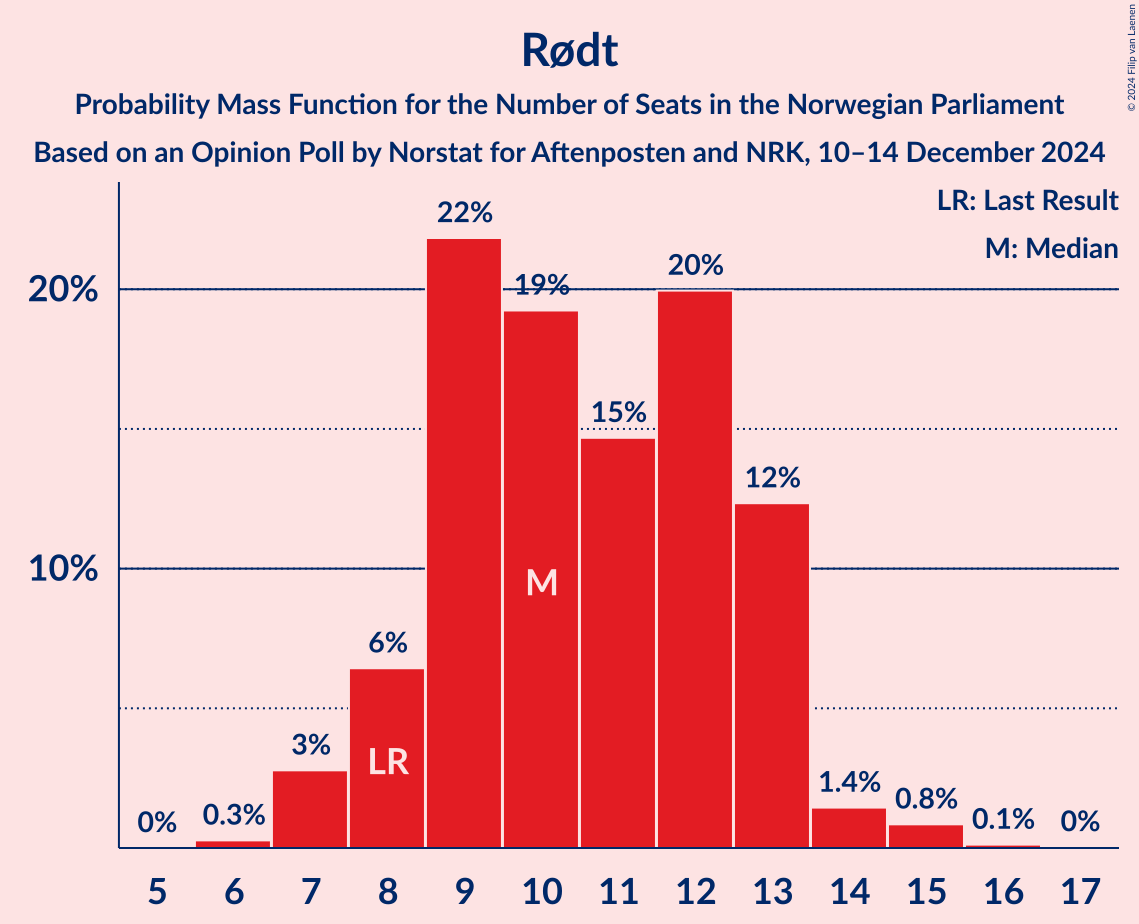 Rødt
Probability Mass Function for the Number of Seats in the Norwegian Parliament
Based on an Opinion Poll by Norstat for Aftenposten and NRK, 10–14 December 2024
© 2024 Filip van Laenen
LR: Last Result
M: Median
20%
10%
0%
0.3%
3%
6%
22%
19%
15%
20%
12%
1.4%
0.8%
0.1%
0%
LR
M
5 6 7 8 9 10 11 12 13 14 15 16 17